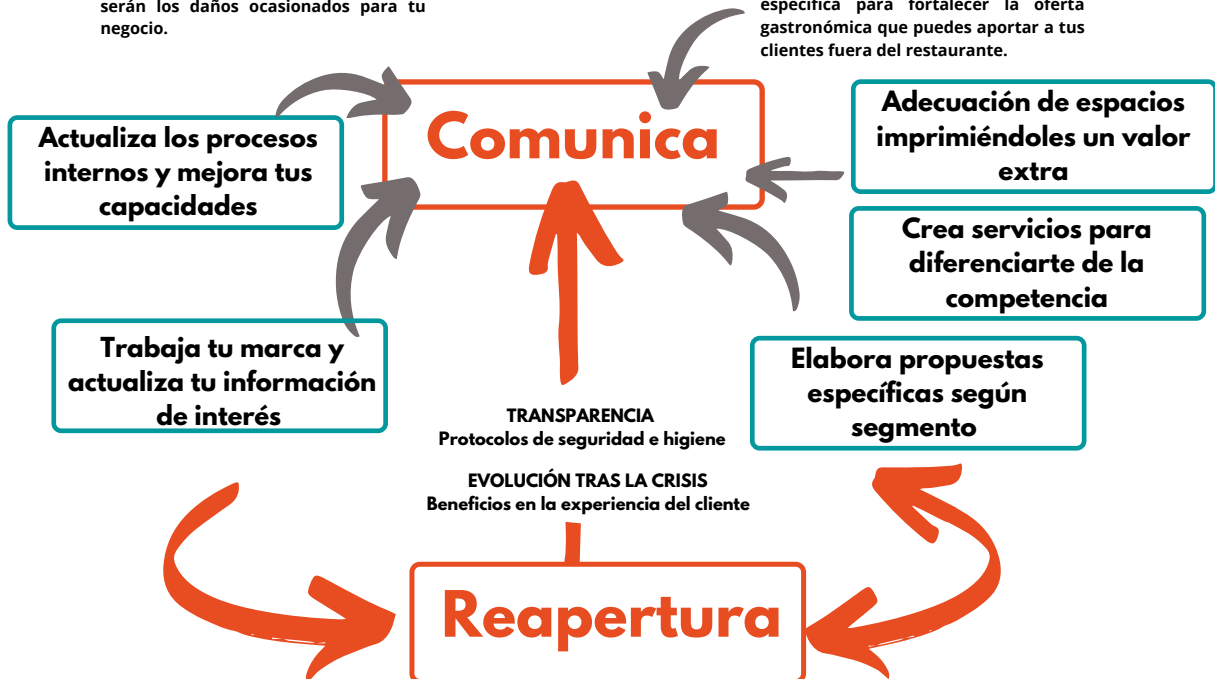 serán los daños ocasionados para tu
negocio.
específica para fortalecer la oferta
gastronómica que puedes aportar a tus
clientes fuera del restaurante.
Comunica
Actualiza los procesos
internos y mejora tus
capacidades
Adecuación de espacios
imprimiéndoles un valor
extra
Crea servicios para
diferenciarte de la
competencia
Trabaja tu marca y
actualiza tu información
de interés
Elabora propuestas
específicas según
segmento
TRANSPARENCIA
Protocolos de seguridad e higiene
EVOLUCIÓN TRAS LA CRISIS
Beneficios en la experiencia del cliente
Reapertura